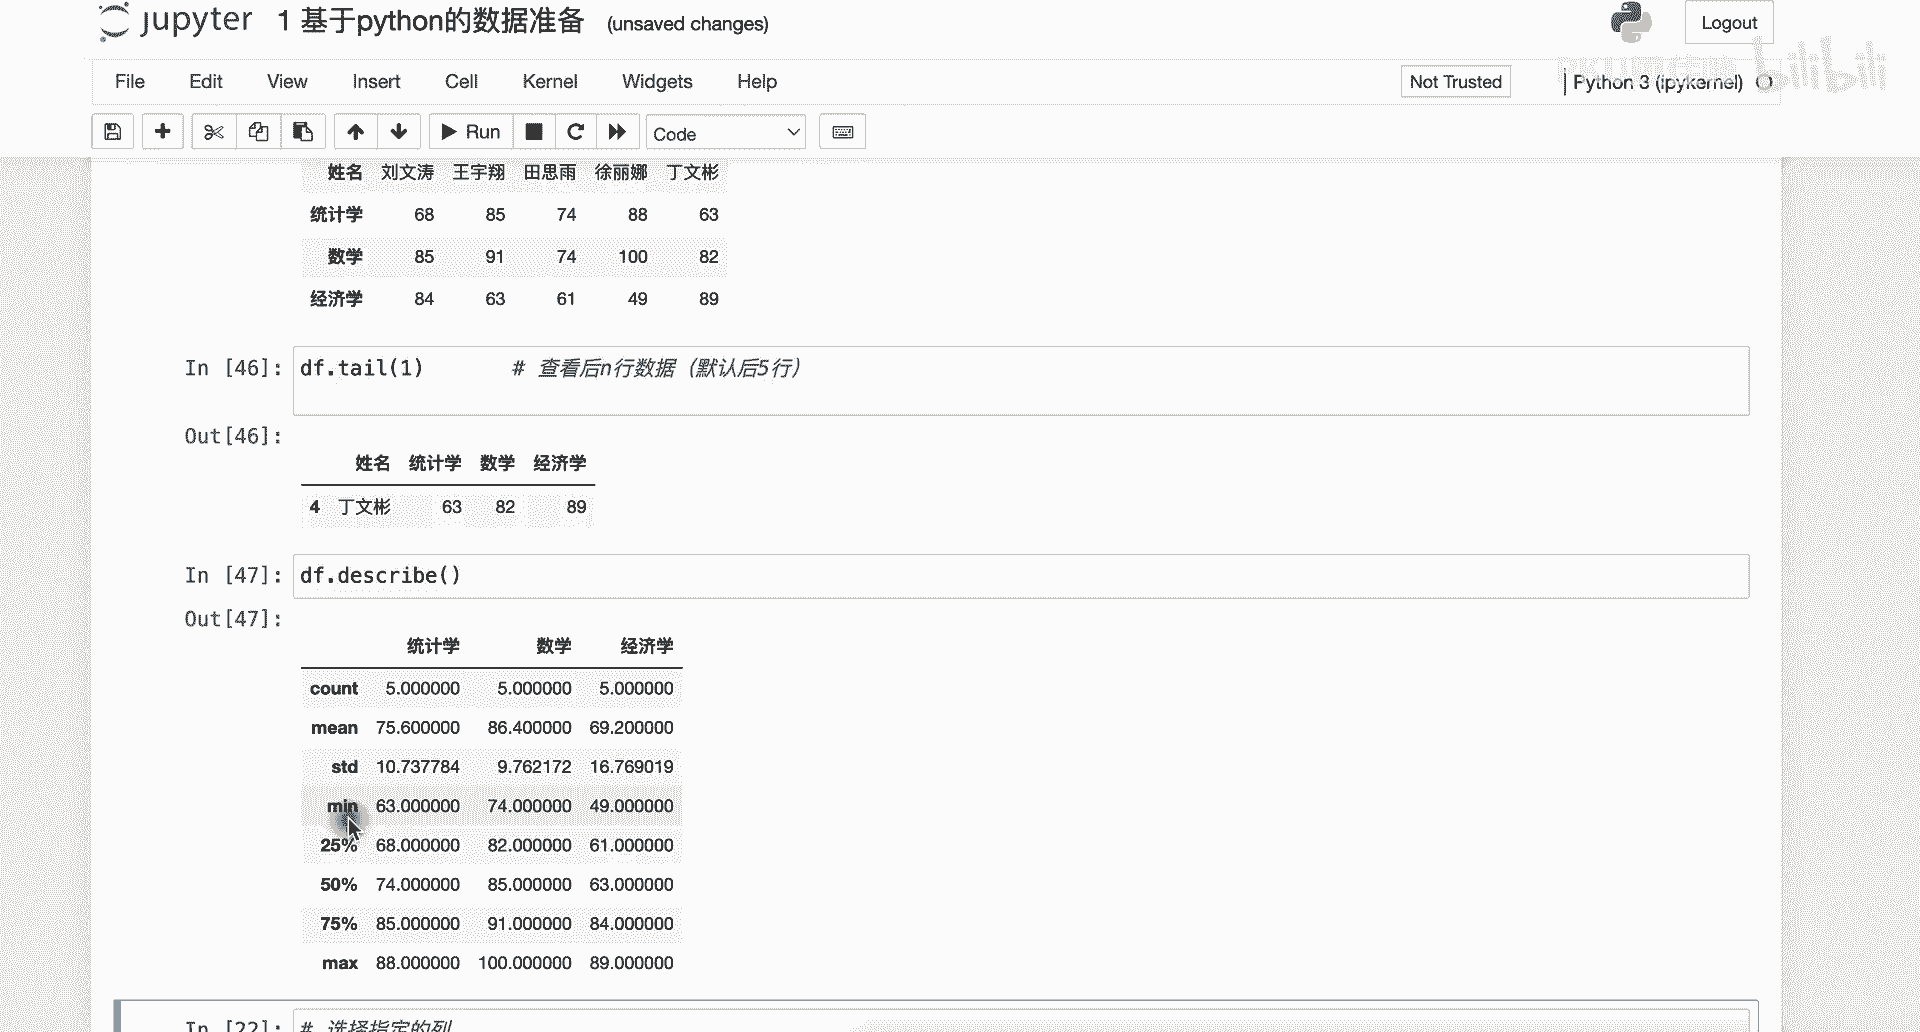 jupyter 1 基于python的数据准备 (unsaved changes) Logout
bilibili
File Edit View Insert Cell Kernel Widgets Help Not Trusted Python 3 (ipykernel)
Run Code
姓名 刘文涛 王宇翔 田思雨 徐丽娜 丁文彬
统计学 68 85 74 88 63
数学 85 91 74 100 82
经济学 84 63 61 49 89
In [46]: df.tail(1) # 查看后n行数据（默认后5行）
Out[46]:
姓名 统计学 数学 经济学
4 丁文彬 63 82 89
In [47]: df.describe()
Out[47]:
统计学 数学 经济学
count 5.000000 5.000000 5.000000
mean 75.600000 86.400000 69.200000
std 10.737784 9.762172 16.769019
min 63.000000 74.000000 49.000000
25% 68.000000 82.000000 61.000000
50% 74.000000 85.000000 63.000000
75% 85.000000 91.000000 84.000000
max 88.000000 100.000000 89.000000
In [22]: # 选择指定的列